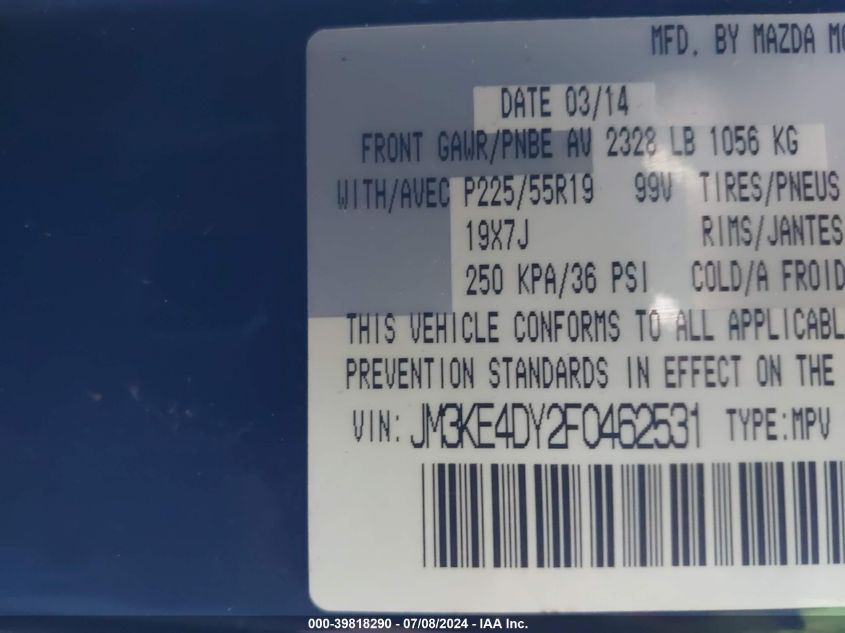 MFD. BY MAZDA MO
DATE 03/14
FRONT GAWR/PNBE AV 2328 LB 1056 KG
WITH/AVEC P225/55R19 99V TIRES/PNEUS
19X7J RIMS/JANTES
250 KPA/36 PSI COLD/A FROID
THIS VEHICLE CONFORMS TO ALL APPLICABL
PREVENTION STANDARDS IN EFFECT ON THE
VIN: JM3KE4DY2F0462531 TYPE:MPV
000-39818290 - 07/08/2024 - IAA Inc.